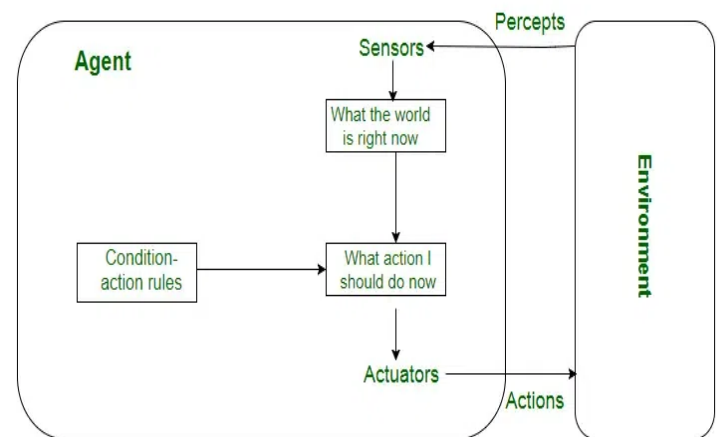 Percepts
Agent
Sensors
What the world
is right now
Environment
Condition-
action rules
What action I
should do now
Actuators
Actions